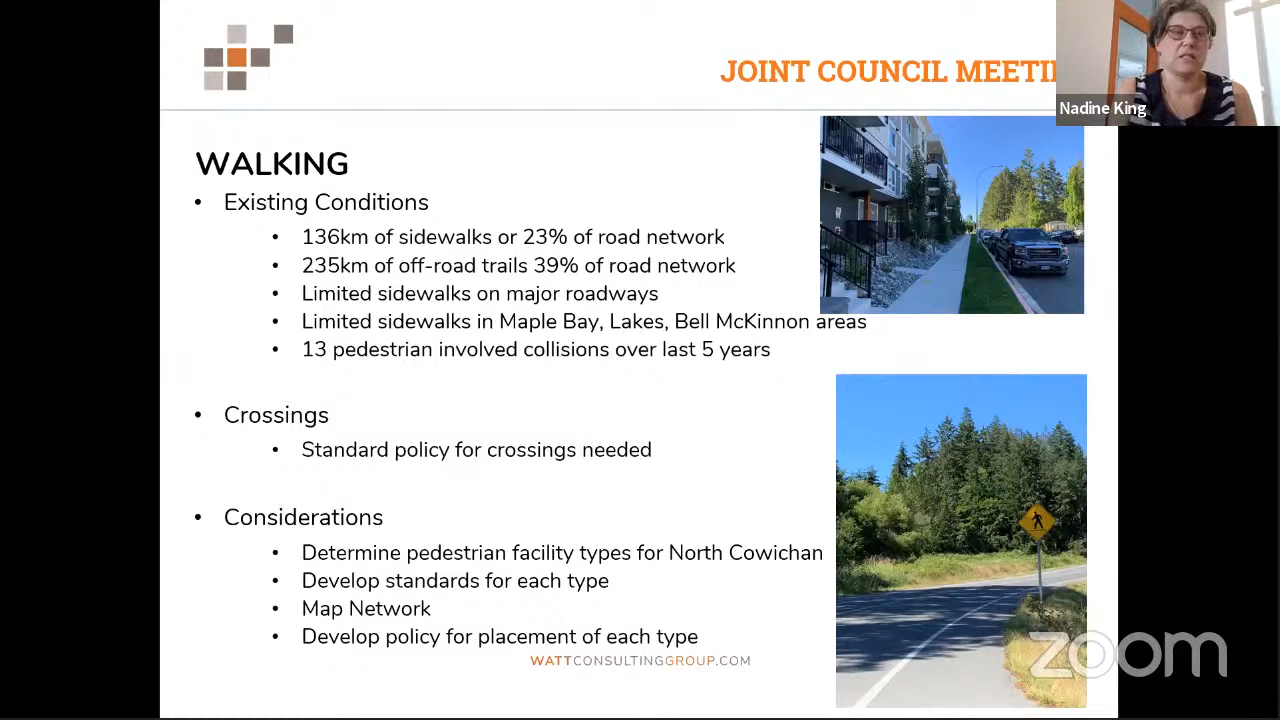 JOINT COUNCIL
Nadine King
WALKING
• Existing Conditions
• 136km of sidewalks or 23% of road network
• 235km of off-road trails 39% of road network
• Limited sidewalks on major roadways
• Limited sidewalks in Maple Bay, Lakes, Bell McKinnon areas
• 13 pedestrian involved collisions over last 5 years
• Crossings
• Standard policy for crossings needed
• Considerations
• Determine pedestrian facility types for North Cowichan
• Develop standards for each type
• Map Network
• Develop policy for placement of each type
WATTCONSULTINGGROUP.COM
zoom